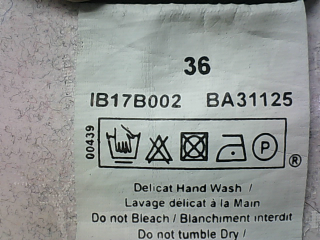 36
IB17B002 BA31125
00439
P ®
Delicat Hand Wash /
Lavage délicat à la Main
Do not Bleach / Blanchiment interdit
Do not tumble Dry /